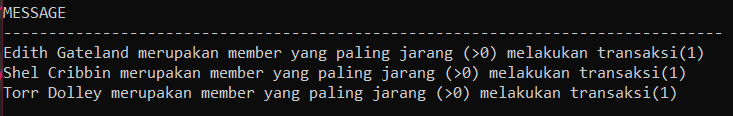 MESSAGE
--------------------------------------------------------------------------------
Edith Gateland merupakan member yang paling jarang (>0) melakukan transaksi(1)
Shel Cribbin merupakan member yang paling jarang (>0) melakukan transaksi(1)
Torr Dolley merupakan member yang paling jarang (>0) melakukan transaksi(1)